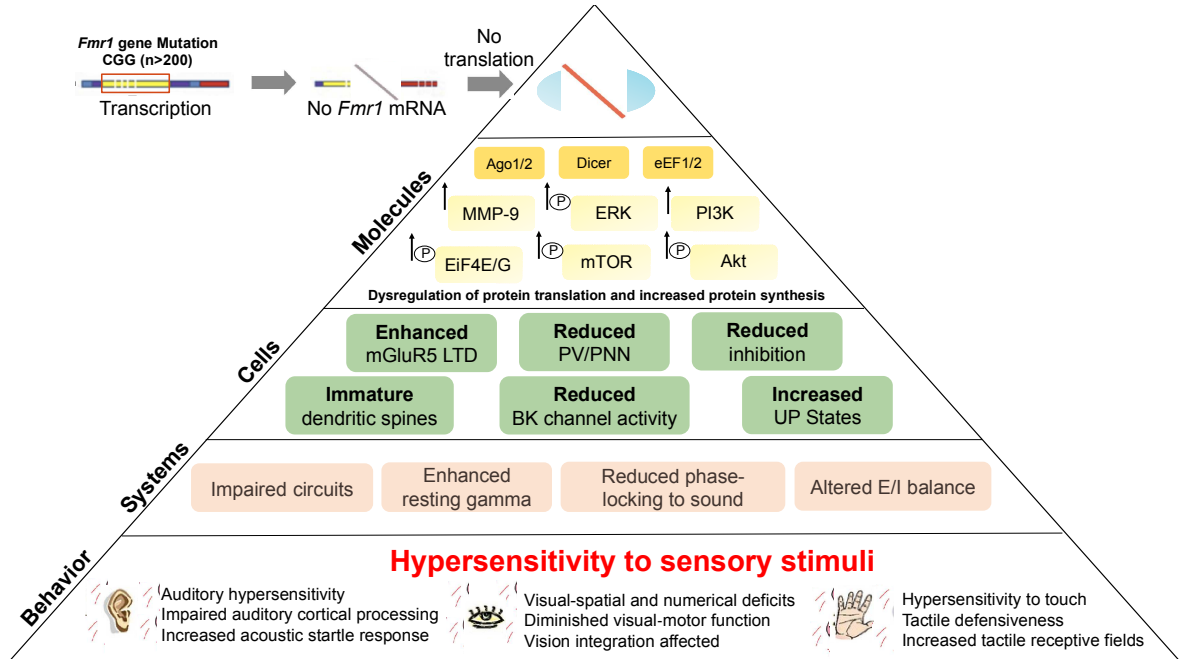 Fmr1 gene Mutation
CGG (n>200)
Transcription
No Fmr1 mRNA
No
translation
Molecules
Ago1/2
Dicer
eEF1/2
MMP-9
P
ERK
PI3K
P
EiF4E/G
P
mTOR
P
Akt
Dysregulation of protein translation and increased protein synthesis
Cells
Enhanced
mGluR5 LTD
Reduced
PV/PNN
Reduced
inhibition
Immature
dendritic spines
Reduced
BK channel activity
Increased
UP States
Systems
Impaired circuits
Enhanced
resting gamma
Reduced phase-
locking to sound
Altered E/I balance
Behavior
Hypersensitivity to sensory stimuli
Auditory hypersensitivity
Impaired auditory cortical processing
Increased acoustic startle response
Visual-spatial and numerical deficits
Diminished visual-motor function
Vision integration affected
Hypersensitivity to touch
Tactile defensiveness
Increased tactile receptive fields